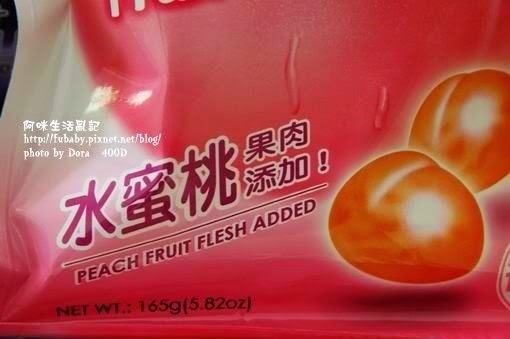 阿咪生活亂記
http://fubaby.pixnet.net/blog/
photo by Dora 400D
水蜜桃果肉
添加！
PEACH FRUIT FLESH ADDED
NET WT.: 165g(5.82oz)